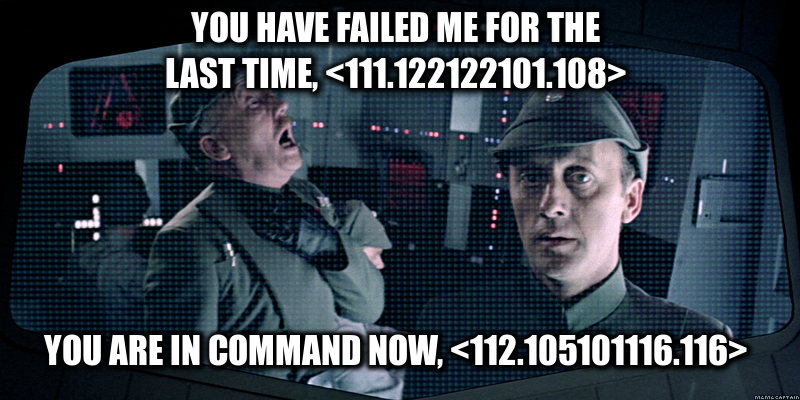 YOU HAVE FAILED ME FOR THE
LAST TIME, <111.122122101.108>
YOU ARE IN COMMAND NOW, <112.105101116.116>
MEMECAPTAIN